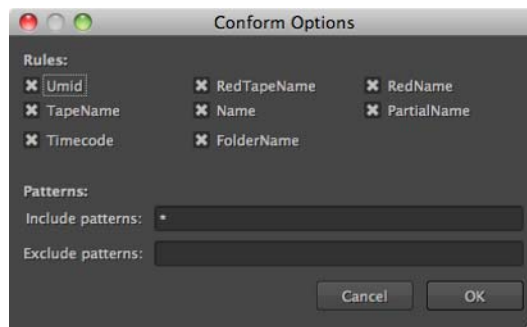 Conform Options
Rules:
Umid RedTapeName RedName
TapeName Name PartialName
Timecode FolderName
Patterns:
Include patterns: *
Exclude patterns:
Cancel OK